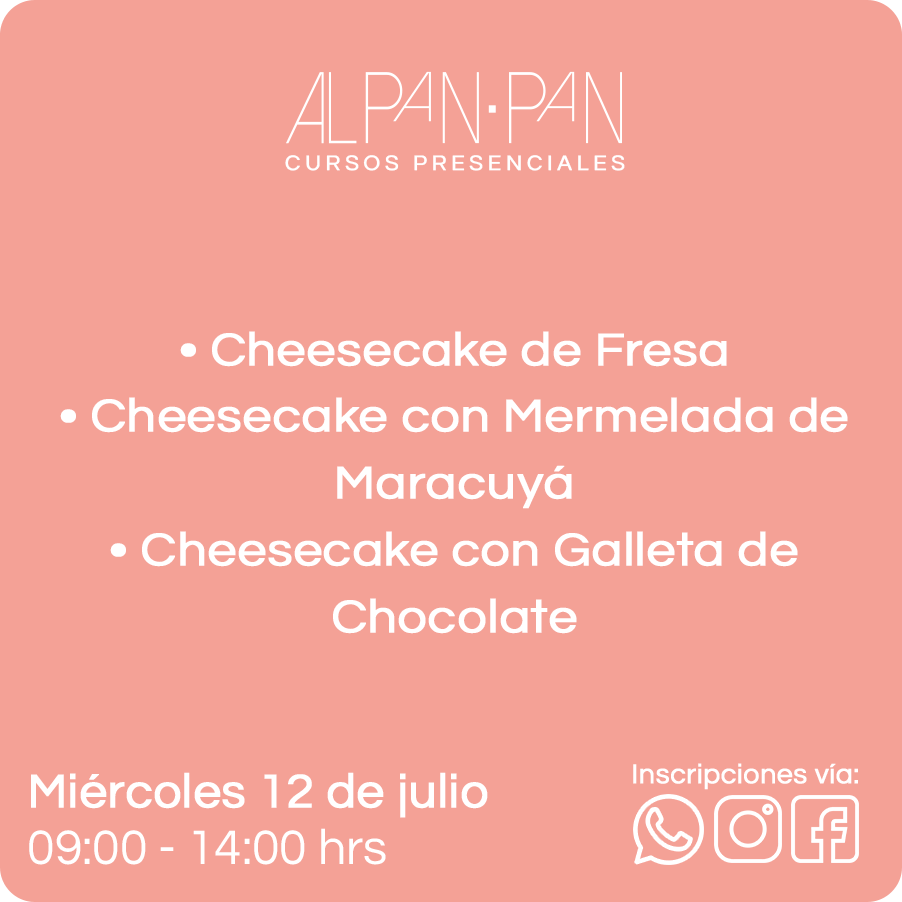 ALPAN·PAN
CURSOS PRESENCIALES
• Cheesecake de Fresa
• Cheesecake con Mermelada de
Maracuyá
• Cheesecake con Galleta de
Chocolate
Miércoles 12 de julio
09:00 - 14:00 hrs
Inscripciones vía: